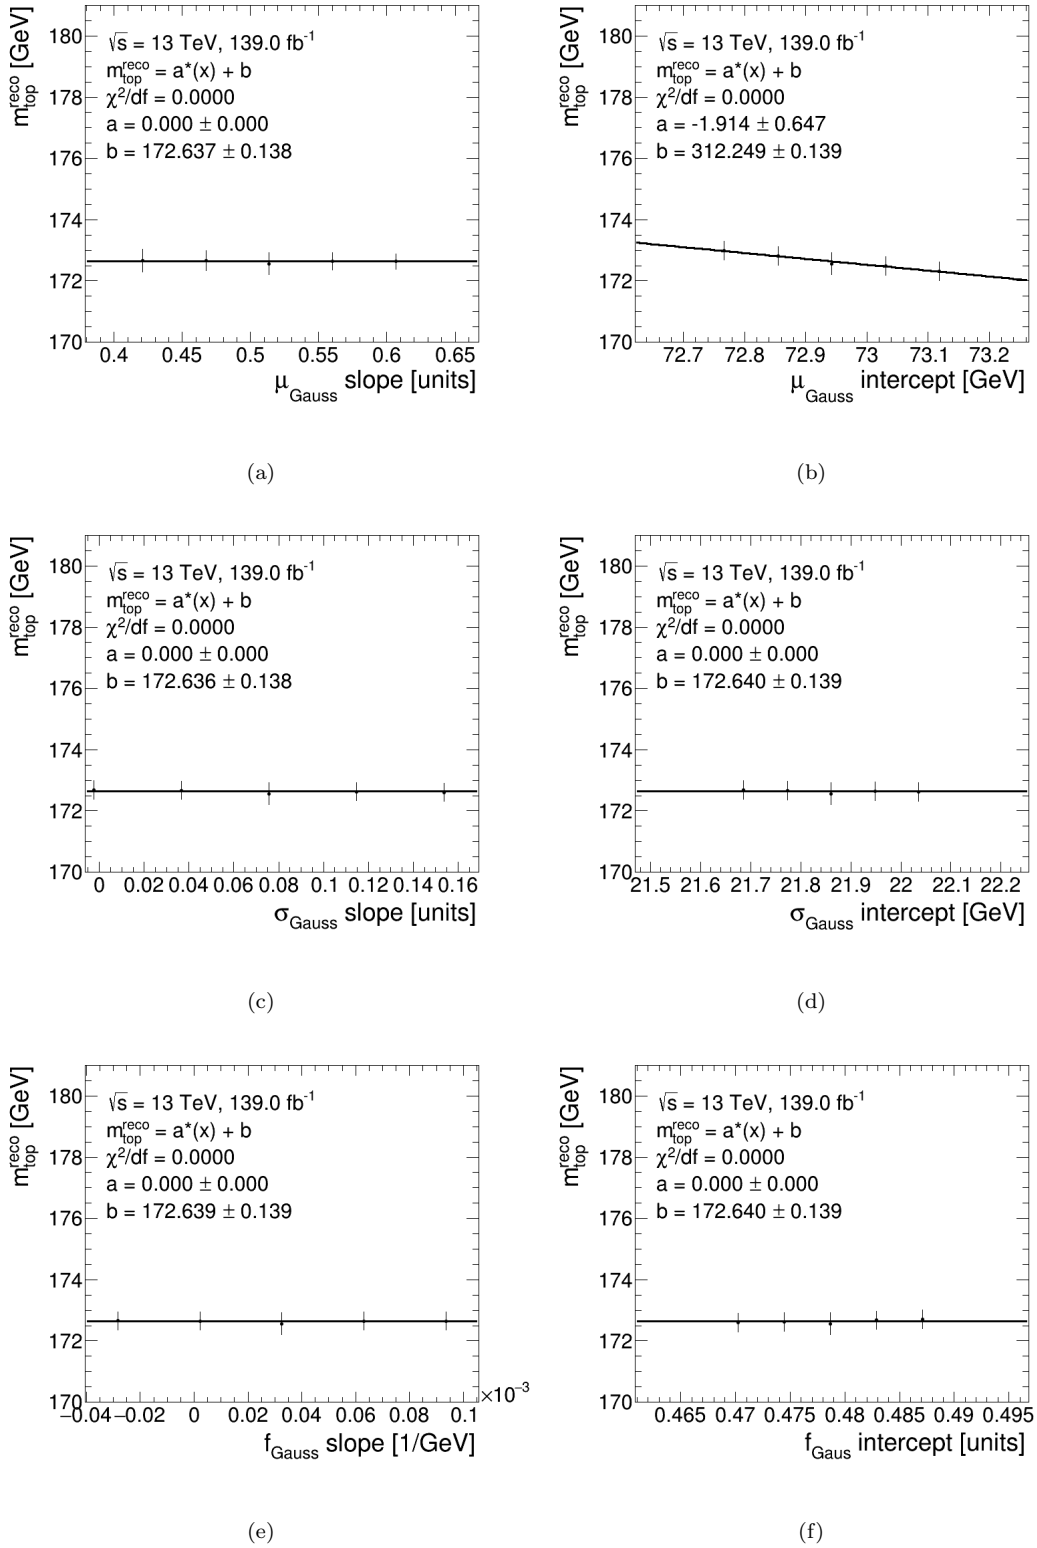 m_top^reco [GeV]
√s = 13 TeV, 139.0 fb⁻¹
m_top^reco = a*(x) + b
χ²/df = 0.0000
a = 0.000 ± 0.000
b = 172.637 ± 0.138
180
178
176
174
172
170
0.4 0.45 0.5 0.55 0.6 0.65
μ_Gauss slope [units]
(a)
m_top^reco [GeV]
√s = 13 TeV, 139.0 fb⁻¹
m_top^reco = a*(x) + b
χ²/df = 0.0000
a = -1.914 ± 0.647
b = 312.249 ± 0.139
180
178
176
174
172
170
72.7 72.8 72.9 73 73.1 73.2
μ_Gauss intercept [GeV]
(b)
m_top^reco [GeV]
√s = 13 TeV, 139.0 fb⁻¹
m_top^reco = a*(x) + b
χ²/df = 0.0000
a = 0.000 ± 0.000
b = 172.636 ± 0.138
180
178
176
174
172
170
0 0.02 0.04 0.06 0.08 0.1 0.12 0.14 0.16
σ_Gauss slope [units]
(c)
m_top^reco [GeV]
√s = 13 TeV, 139.0 fb⁻¹
m_top^reco = a*(x) + b
χ²/df = 0.0000
a = 0.000 ± 0.000
b = 172.640 ± 0.139
180
178
176
174
172
170
21.5 21.6 21.7 21.8 21.9 22 22.1 22.2
σ_Gauss intercept [GeV]
(d)
m_top^reco [GeV]
√s = 13 TeV, 139.0 fb⁻¹
m_top^reco = a*(x) + b
χ²/df = 0.0000
a = 0.000 ± 0.000
b = 172.639 ± 0.139
180
178
176
174
172
170
−0.04 −0.02 0 0.02 0.04 0.06 0.08 0.1
×10⁻³
f_Gauss slope [1/GeV]
(e)
m_top^reco [GeV]
√s = 13 TeV, 139.0 fb⁻¹
m_top^reco = a*(x) + b
χ²/df = 0.0000
a = 0.000 ± 0.000
b = 172.640 ± 0.139
180
178
176
174
172
170
0.465 0.47 0.475 0.48 0.485 0.49 0.495
f_Gaus intercept [units]
(f)